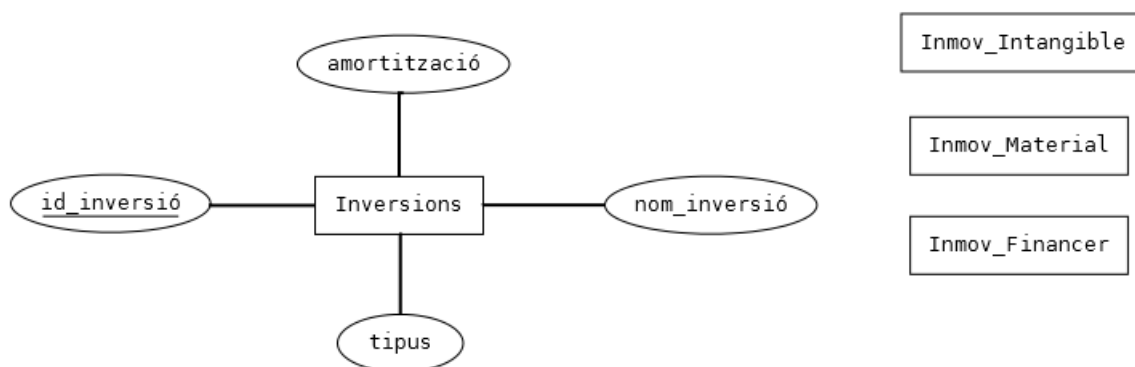 Inmov_Intangible
amortització
Inmov_Material
id_inversió
Inversions
nom_inversió
Inmov_Financer
tipus